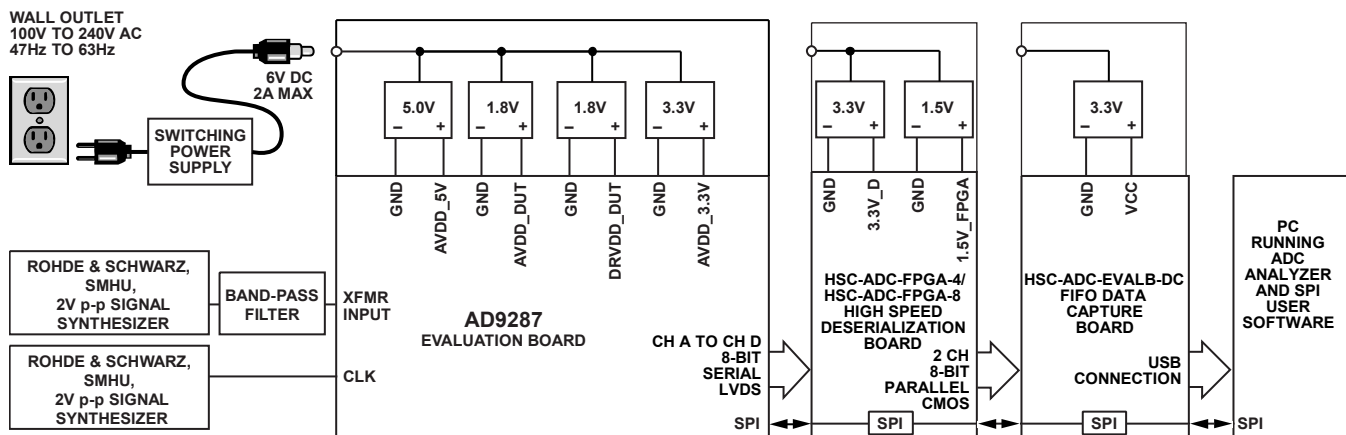 WALL OUTLET
100V TO 240V AC
47Hz TO 63Hz
6V DC
2A MAX
SWITCHING
POWER
SUPPLY
5.0V
– +
1.8V
– +
1.8V
– +
3.3V
– +
GND
AVDD_5V
GND
AVDD_DUT
GND
DRVDD_DUT
GND
AVDD_3.3V
3.3V
– +
1.5V
– +
GND
3.3V_D
GND
1.5V_FPGA
3.3V
– +
GND
VCC
ROHDE & SCHWARZ,
SMHU,
2V p-p SIGNAL
SYNTHESIZER
BAND-PASS
FILTER
XFMR
INPUT
ROHDE & SCHWARZ,
SMHU,
2V p-p SIGNAL
SYNTHESIZER
CLK
AD9287
EVALUATION BOARD
CH A TO CH D
8-BIT
SERIAL
LVDS
SPI
HSC-ADC-FPGA-4/
HSC-ADC-FPGA-8
HIGH SPEED
DESERIALIZATION
BOARD
2 CH
8-BIT
PARALLEL
CMOS
SPI
HSC-ADC-EVALB-DC
FIFO DATA
CAPTURE
BOARD
USB
CONNECTION
SPI
PC
RUNNING
ADC
ANALYZER
AND SPI
USER
SOFTWARE
SPI